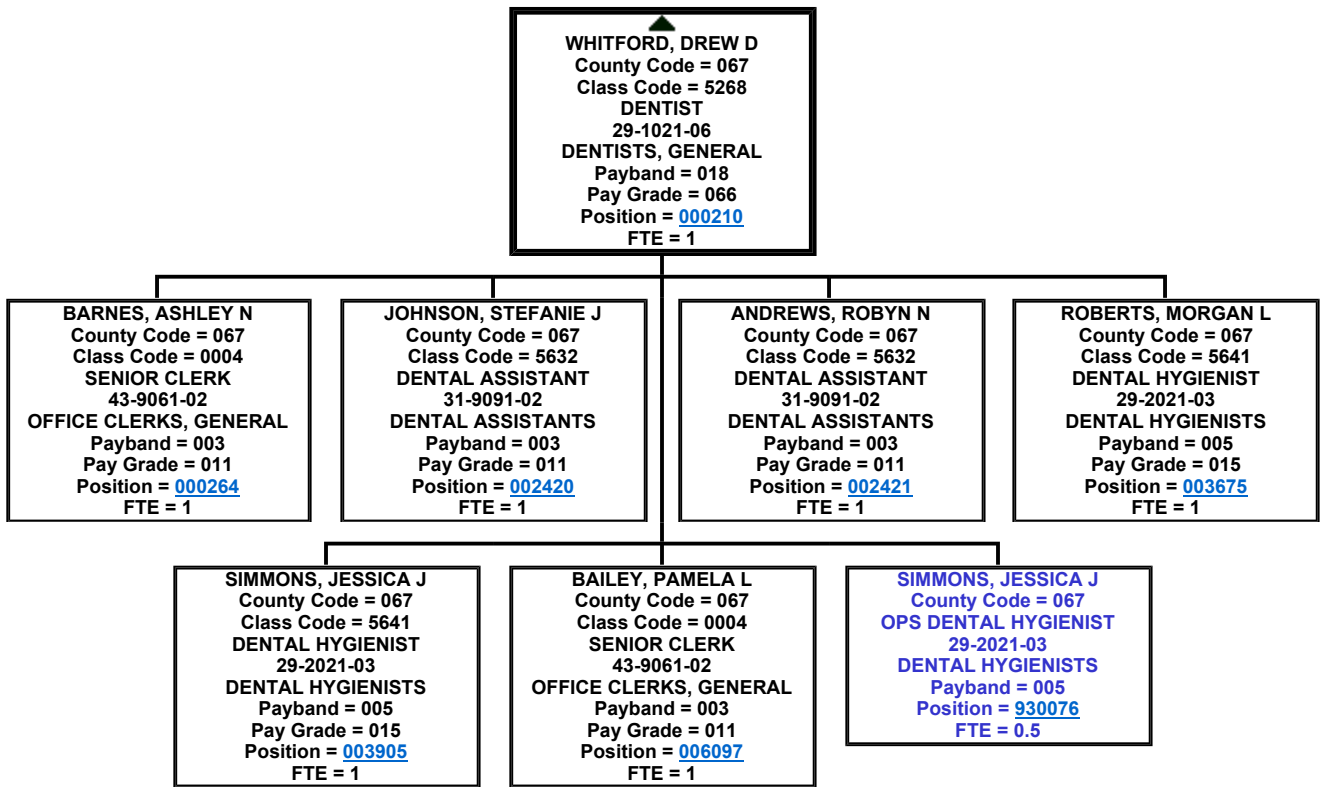 WHITFORD, DREW D
County Code = 067
Class Code = 5268
DENTIST
29-1021-06
DENTISTS, GENERAL
Payband = 018
Pay Grade = 066
Position = 000210
FTE = 1
BARNES, ASHLEY N
County Code = 067
Class Code = 0004
SENIOR CLERK
43-9061-02
OFFICE CLERKS, GENERAL
Payband = 003
Pay Grade = 011
Position = 000264
FTE = 1
JOHNSON, STEFANIE J
County Code = 067
Class Code = 5632
DENTAL ASSISTANT
31-9091-02
DENTAL ASSISTANTS
Payband = 003
Pay Grade = 011
Position = 002420
FTE = 1
ANDREWS, ROBYN N
County Code = 067
Class Code = 5632
DENTAL ASSISTANT
31-9091-02
DENTAL ASSISTANTS
Payband = 003
Pay Grade = 011
Position = 002421
FTE = 1
ROBERTS, MORGAN L
County Code = 067
Class Code = 5641
DENTAL HYGIENIST
29-2021-03
DENTAL HYGIENISTS
Payband = 005
Pay Grade = 015
Position = 003675
FTE = 1
SIMMONS, JESSICA J
County Code = 067
Class Code = 5641
DENTAL HYGIENIST
29-2021-03
DENTAL HYGIENISTS
Payband = 005
Pay Grade = 015
Position = 003905
FTE = 1
BAILEY, PAMELA L
County Code = 067
Class Code = 0004
SENIOR CLERK
43-9061-02
OFFICE CLERKS, GENERAL
Payband = 003
Pay Grade = 011
Position = 006097
FTE = 1
SIMMONS, JESSICA J
County Code = 067
OPS DENTAL HYGIENIST
29-2021-03
DENTAL HYGIENISTS
Payband = 005
Position = 930076
FTE = 0.5